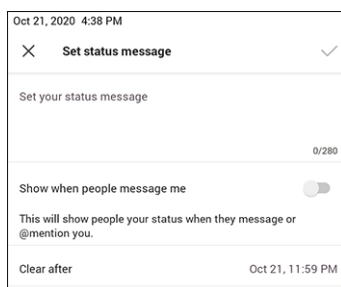 Oct 21, 2020 4:38 PM
Set status message
Set your status message
0/280
Show when people message me
This will show people your status when they message or
@mention you.
Clear after Oct 21, 11:59 PM